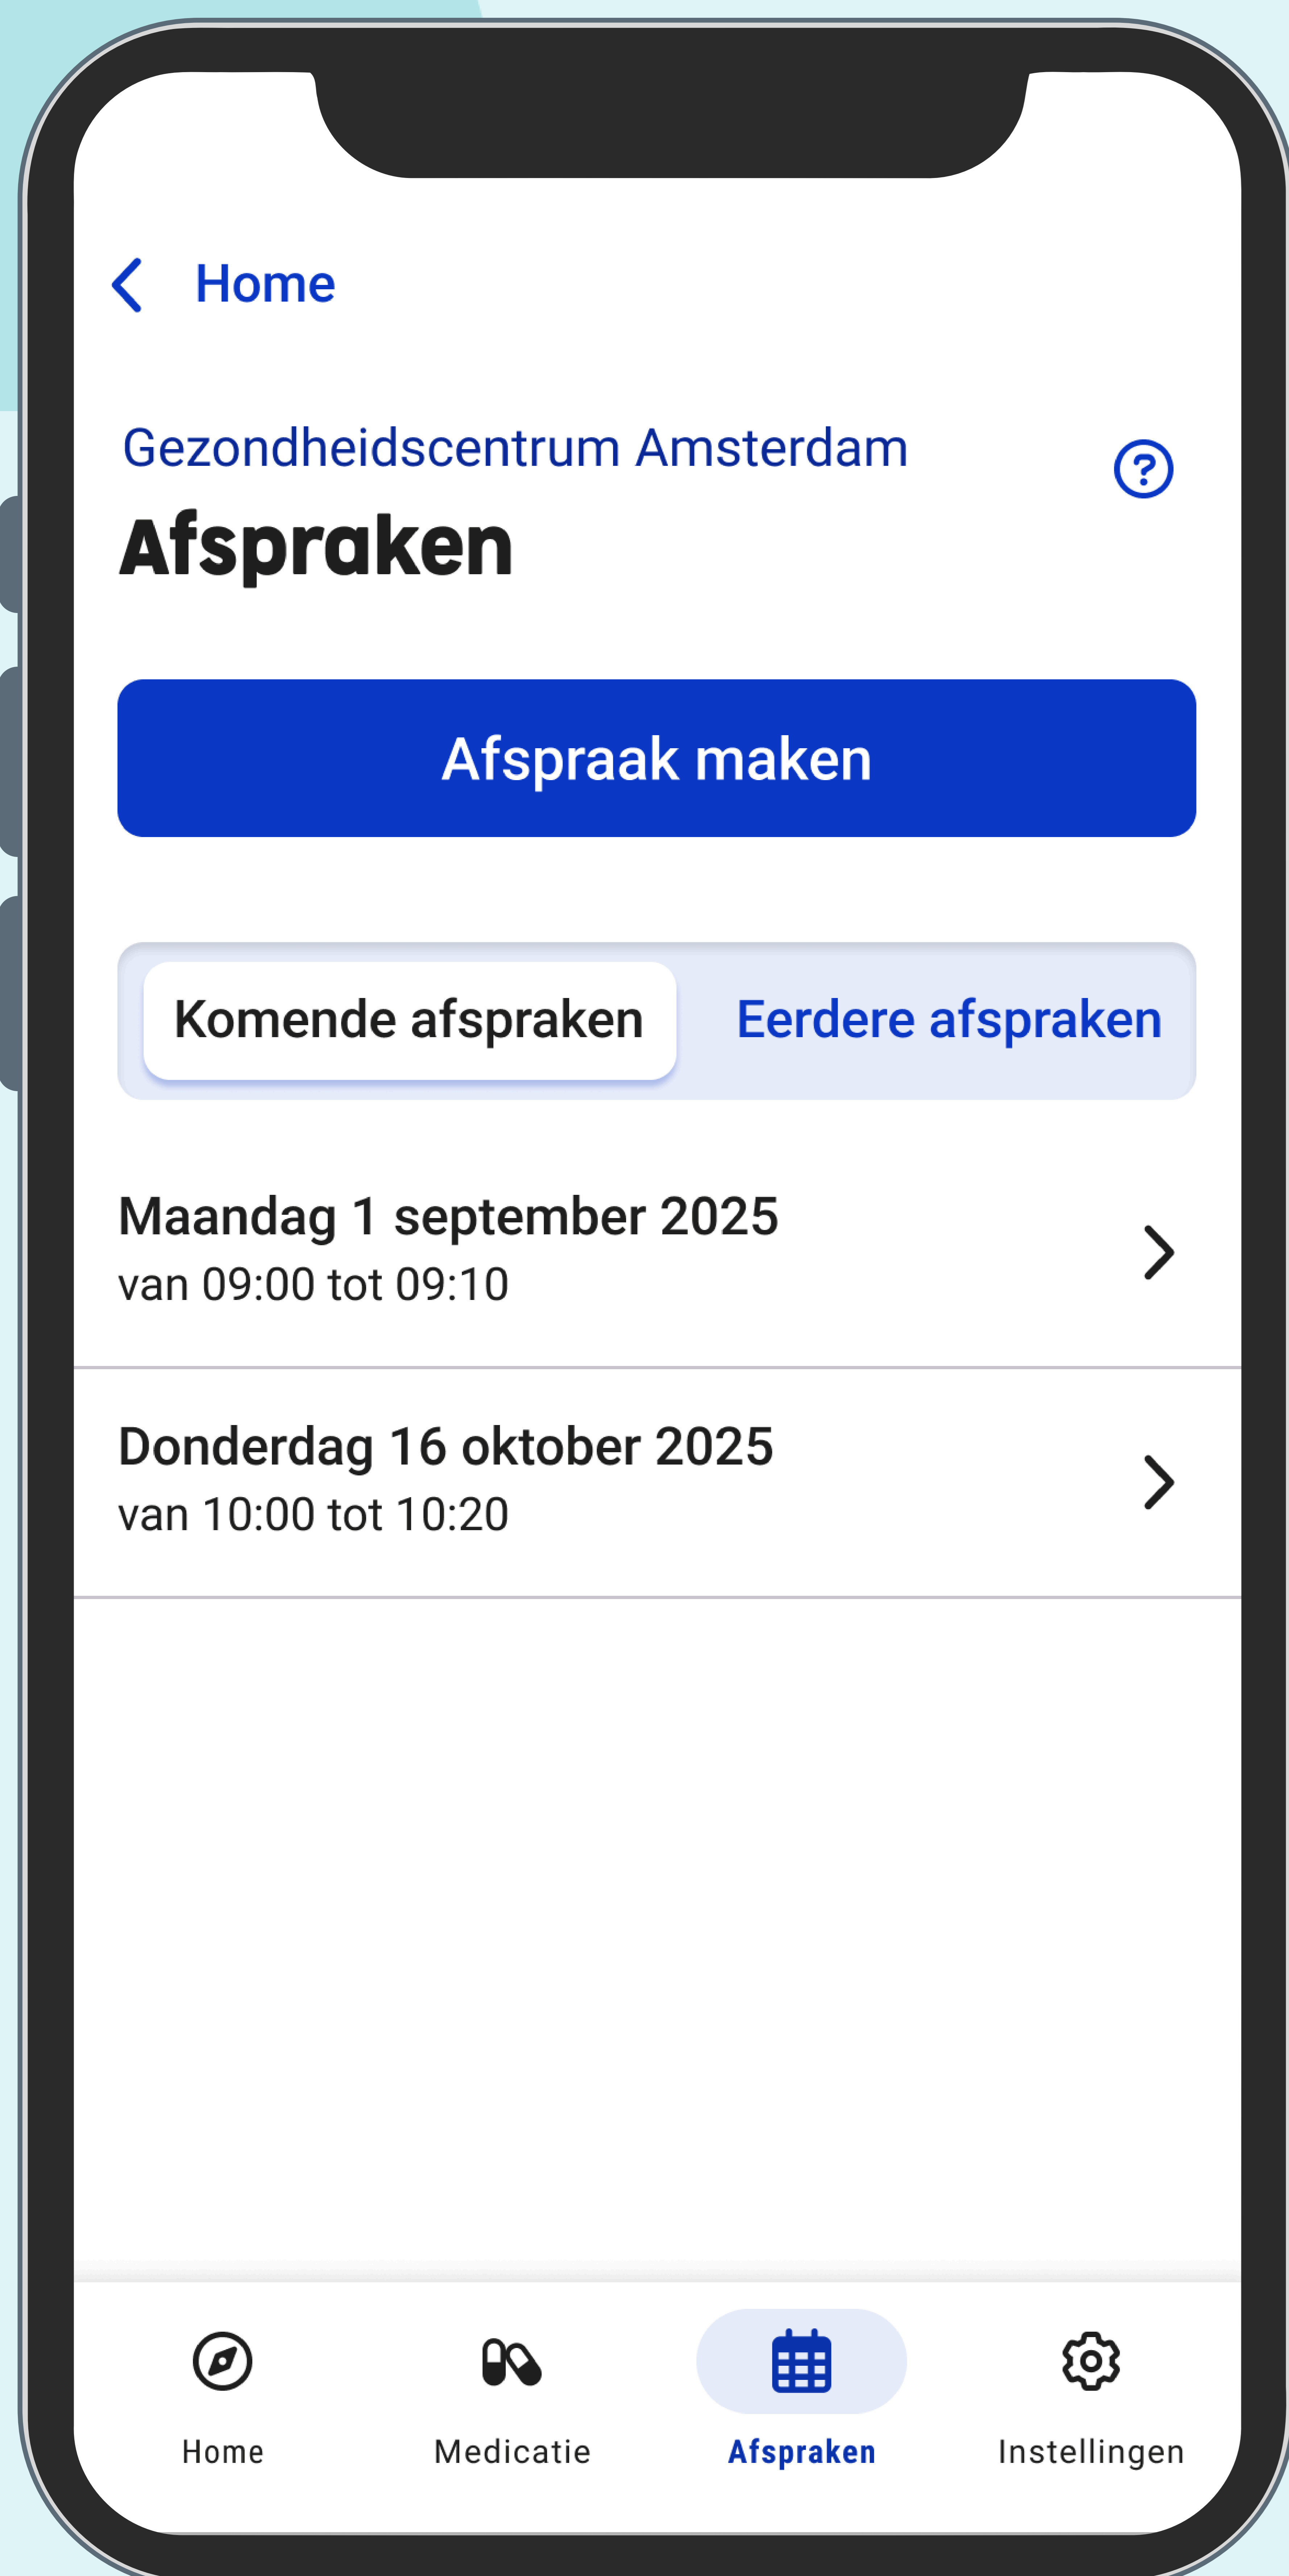 Home
Gezondheidscentrum Amsterdam
Afspraken
Afspraak maken
Komende afspraken
Eerdere afspraken
Maandag 1 september 2025
van 09:00 tot 09:10
Donderdag 16 oktober 2025
van 10:00 tot 10:20
Home
Medicatie
Afspraken
Instellingen